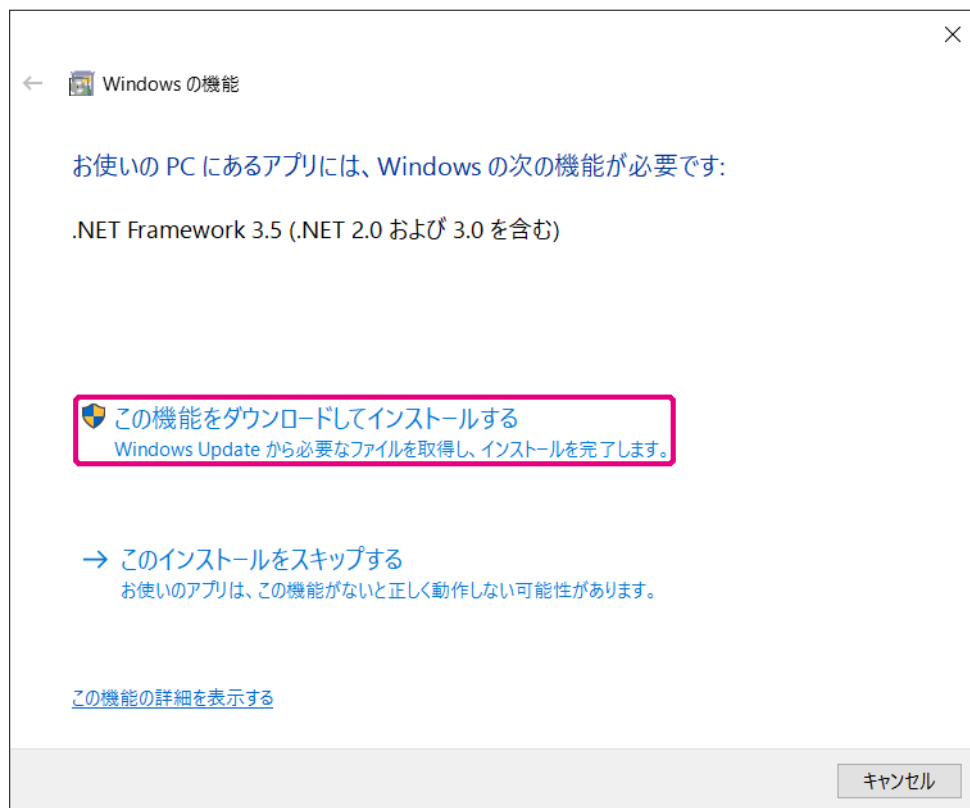 Windows の機能
お使いの PC にあるアプリには、Windows の次の機能が必要です:
.NET Framework 3.5 (.NET 2.0 および 3.0 を含む)
この機能をダウンロードしてインストールする
Windows Update から必要なファイルを取得し、インストールを完了します。
このインストールをスキップする
お使いのアプリは、この機能がないと正しく動作しない可能性があります。
この機能の詳細を表示する
キャンセル